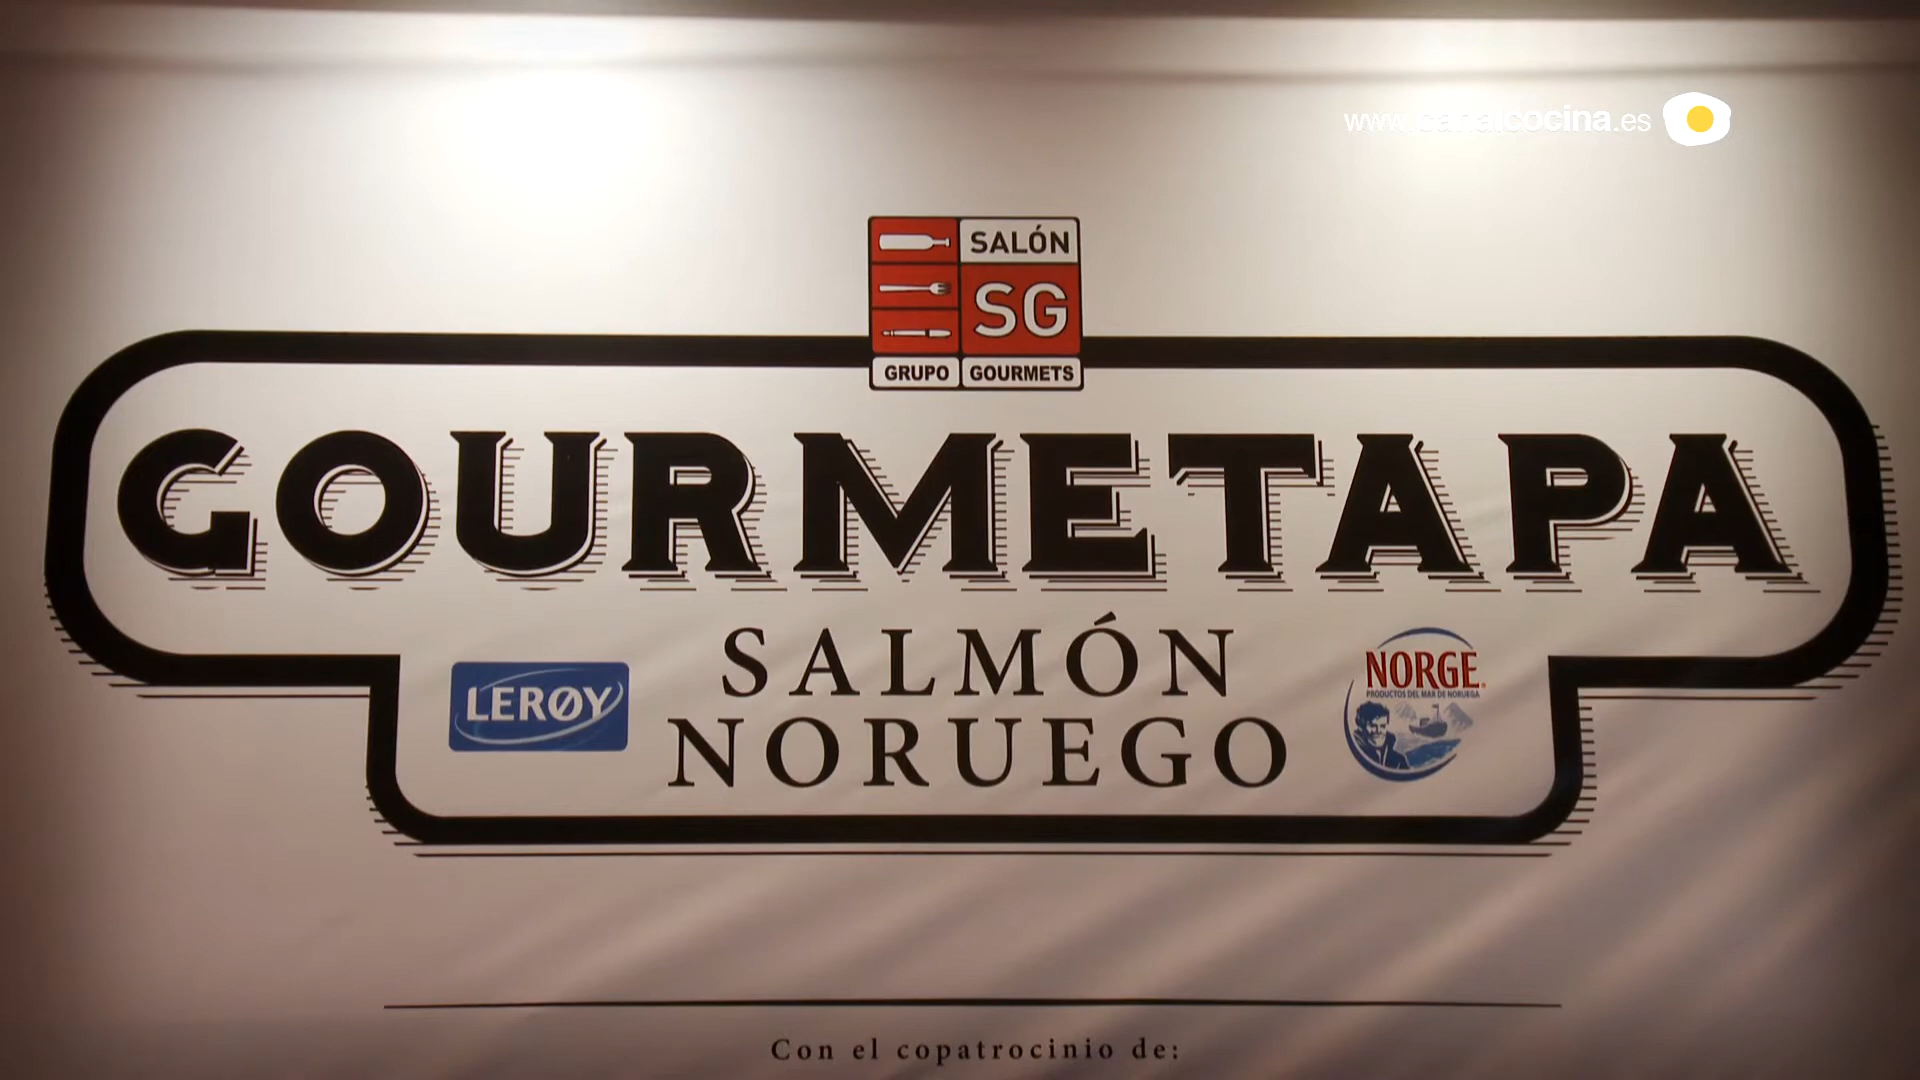 www.canalcocina.es
SALÓN
SG
GRUPO GOURMETS
GOURMETAPA
SALMÓN
NORUEGO
LERØY
NORGE
PRODUCTOS DEL MAR DE NORUEGA
Con el copatrocinio de: